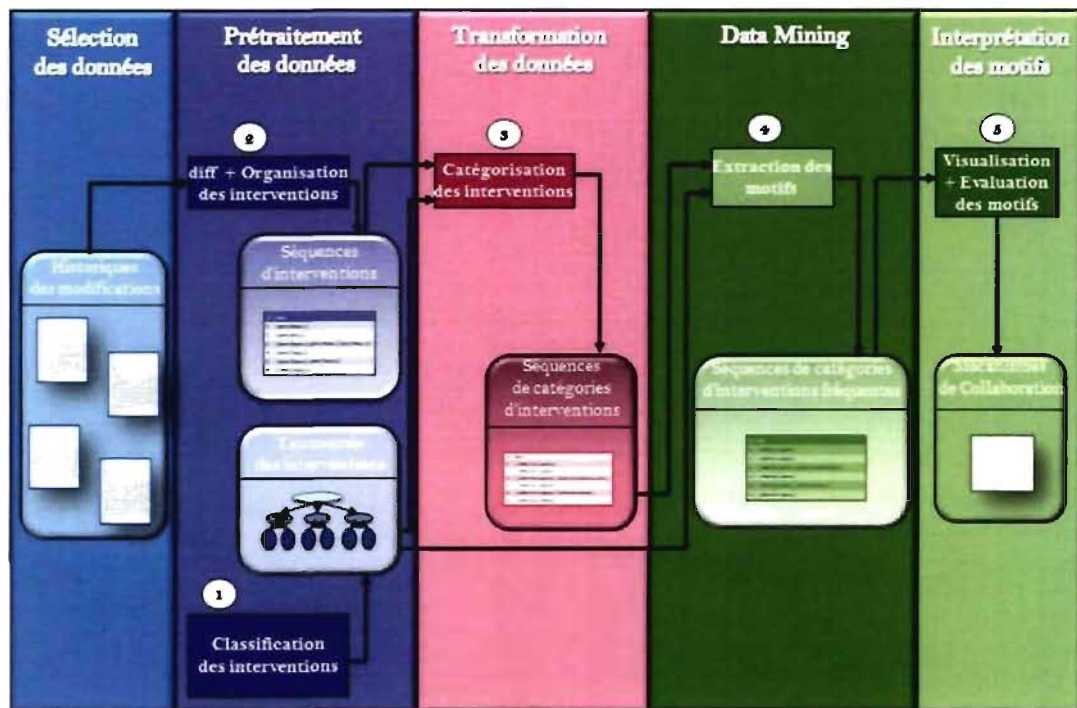 Sélection
des données
Prétraitement
des données
Transformation
des données
Data Mining
Interprétation
des motifs
2
diff + Organisation
des interventions
3
Catégorisation
des interventions
4
Extraction des
motifs
5
Visualisation
+ Evaluation
des motifs
Historiques
des modifications
Séquences
d'interventions
Séquences
de catégories
d'interventions
Séquences de catégories
d'interventions fréquentes
de Collaboration
des interventions
1
Classification
des interventions